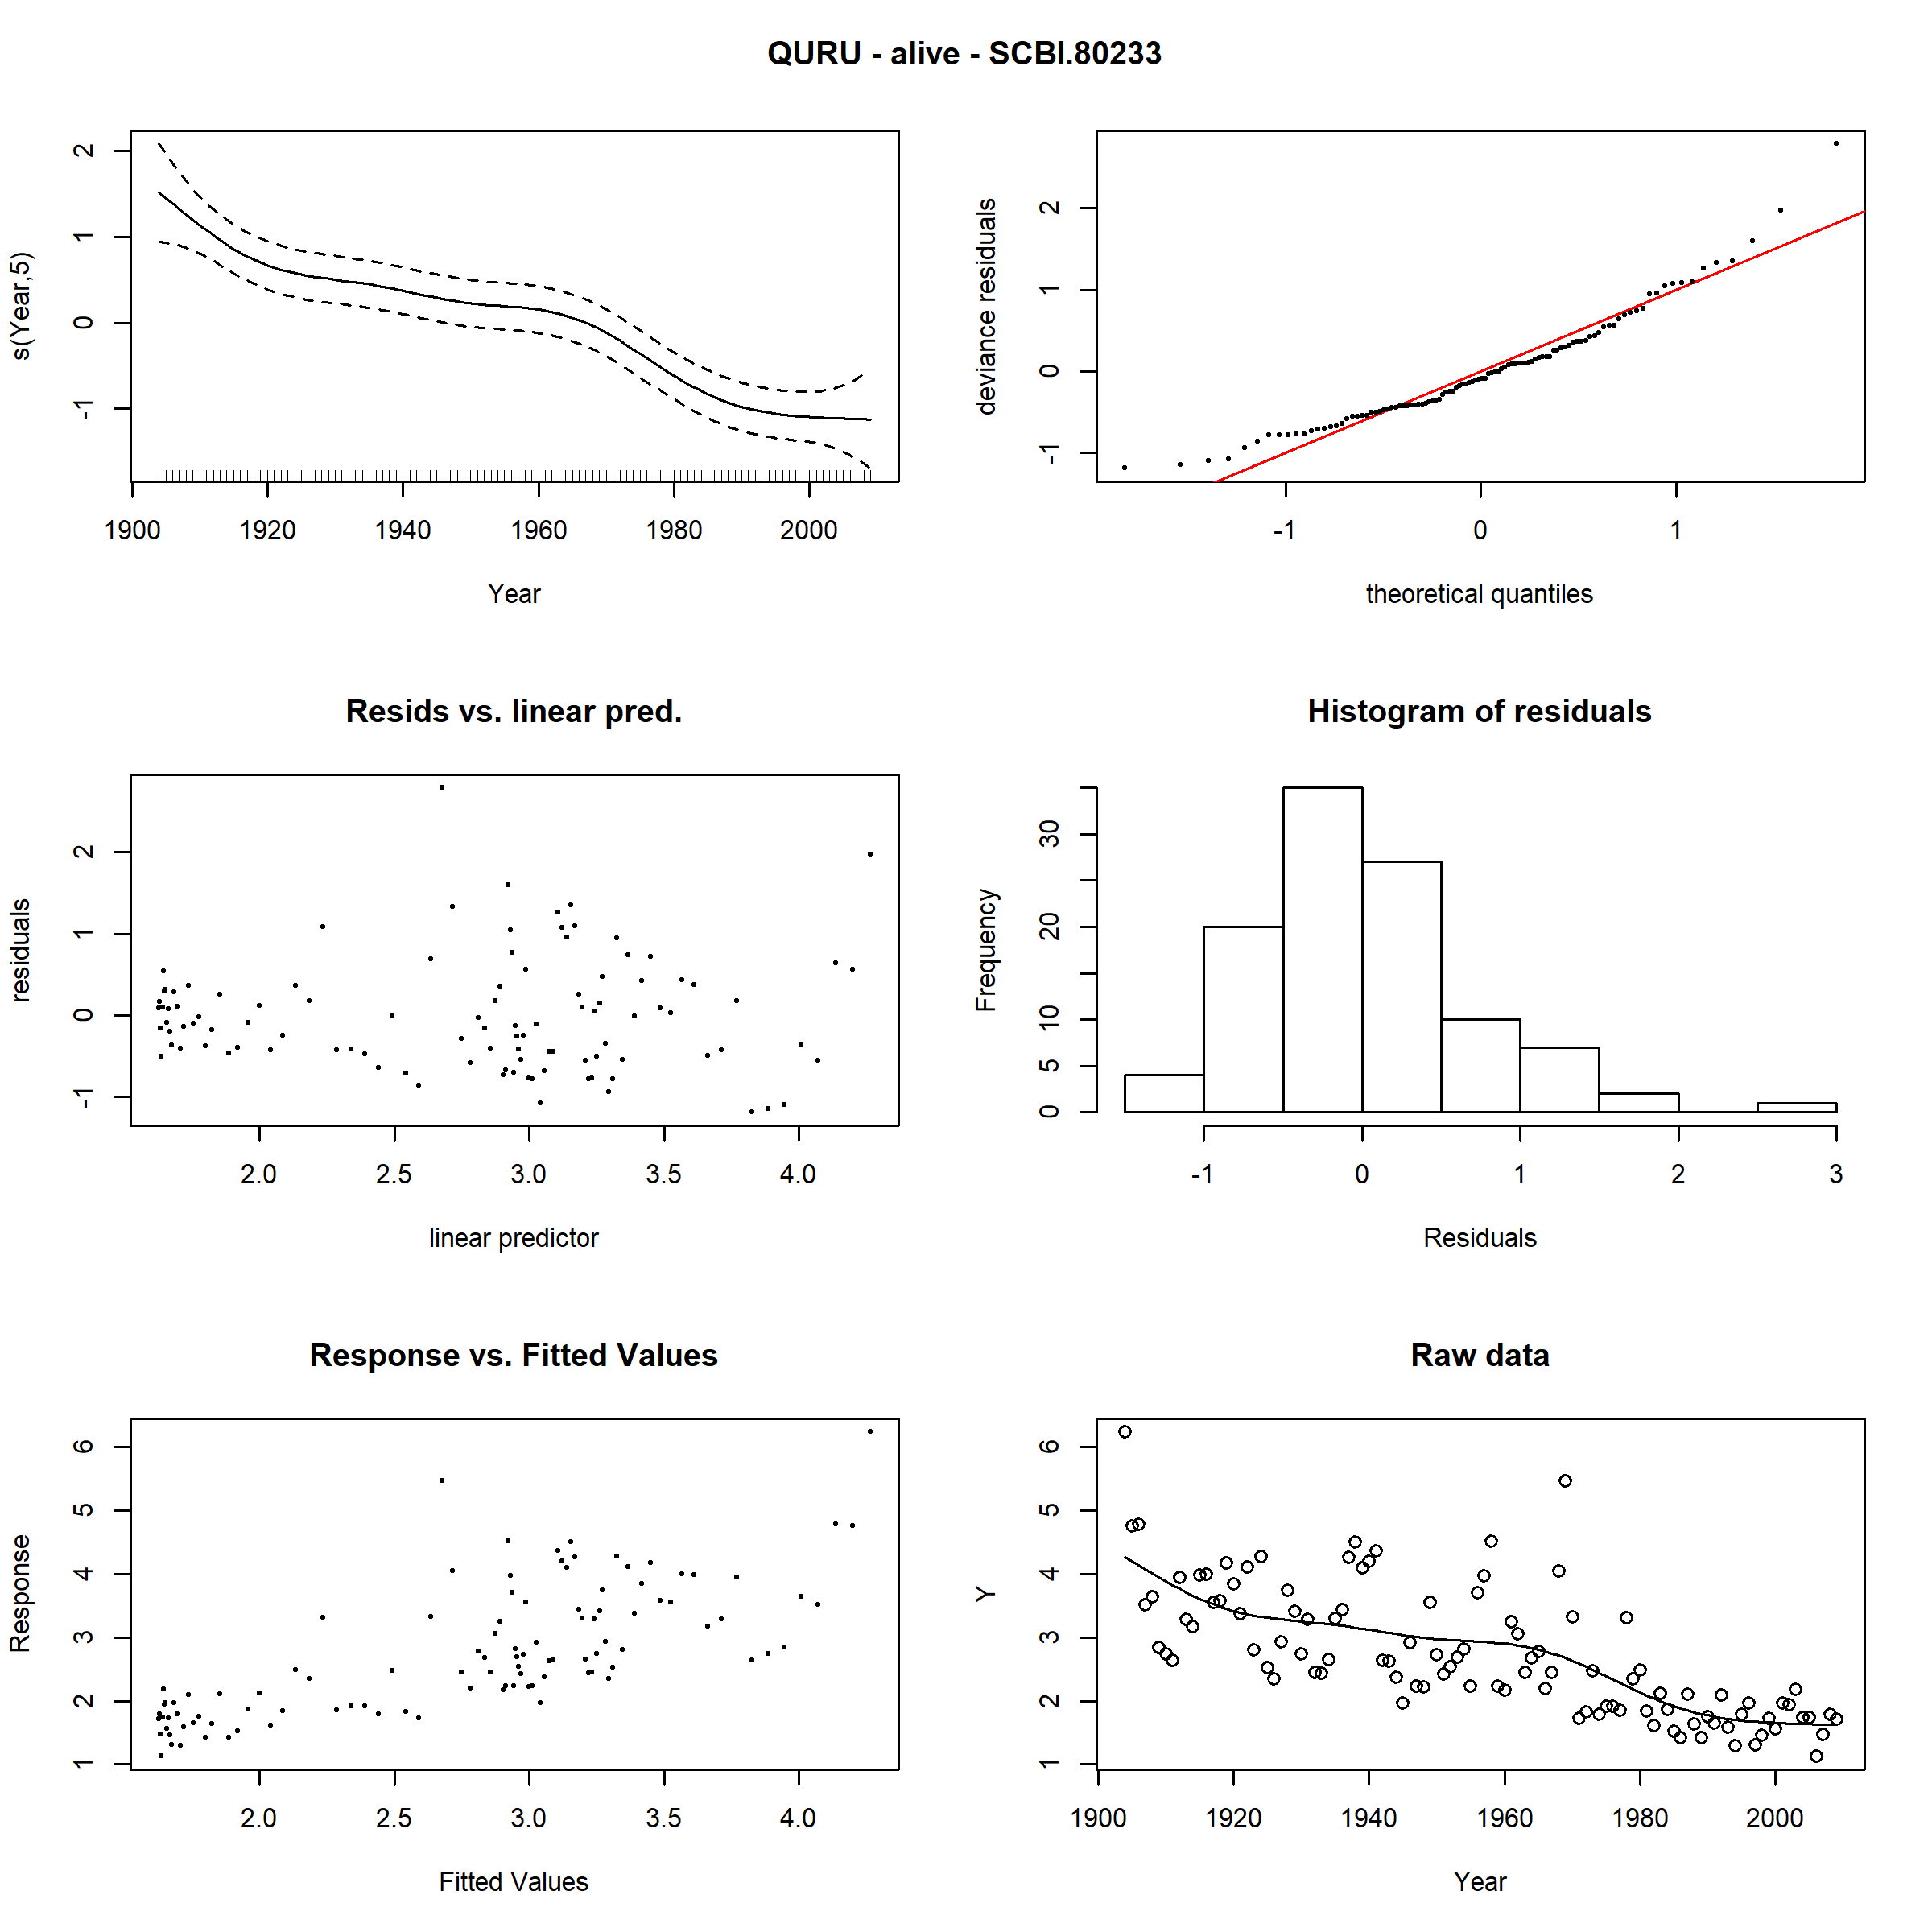 QURU - alive - SCBI.80233
s(Year,5)
2
1
0
-1
1900 1920 1940 1960 1980 2000
Year
deviance residuals
2
1
0
-1
-1 0 1
theoretical quantiles
Resids vs. linear pred.
residuals
2
1
0
-1
2.0 2.5 3.0 3.5 4.0
linear predictor
Histogram of residuals
Frequency
30
20
10
5
0
-1 0 1 2 3
Residuals
Response vs. Fitted Values
Response
6
5
4
3
2
1
2.0 2.5 3.0 3.5 4.0
Fitted Values
Raw data
Y
6
5
4
3
2
1
1900 1920 1940 1960 1980 2000
Year